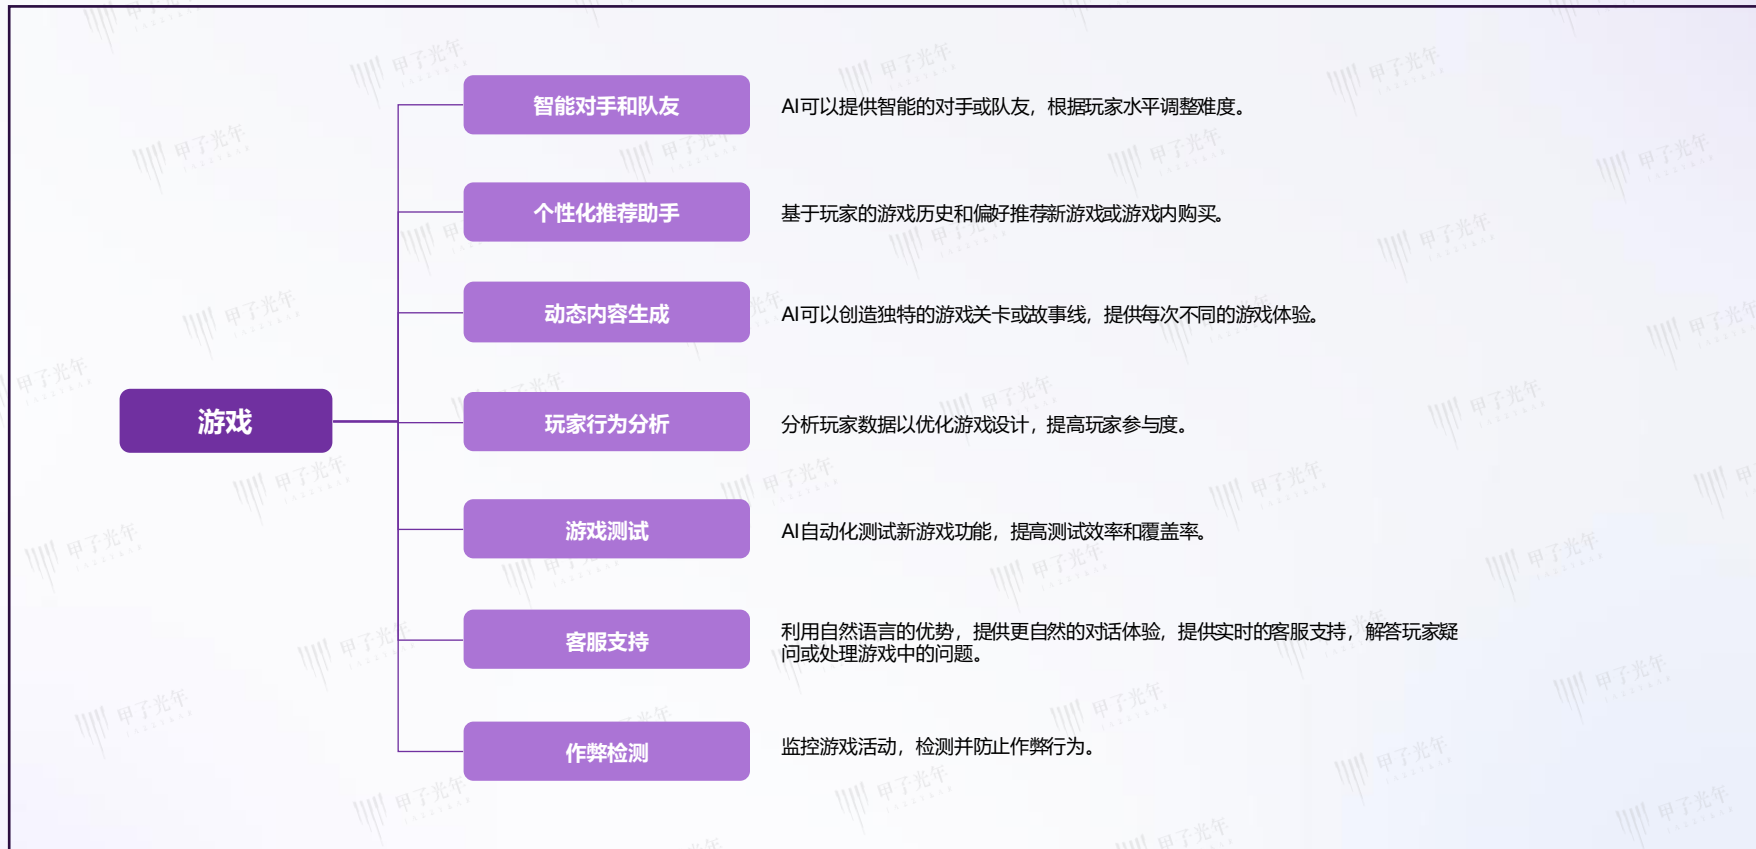 智能对手和队友
AI可以提供智能的对手或队友，根据玩家水平调整难度。
个性化推荐助手
基于玩家的游戏历史和偏好推荐新游戏或游戏内购买。
动态内容生成
AI可以创造独特的游戏关卡或故事线，提供每次不同的游戏体验。
游戏
玩家行为分析
分析玩家数据以优化游戏设计，提高玩家参与度。
游戏测试
AI自动化测试新游戏功能，提高测试效率和覆盖率。
客服支持
利用自然语言的优势，提供更自然的对话体验，提供实时的客服支持，解答玩家疑
问或处理游戏中的问题。
作弊检测
监控游戏活动，检测并防止作弊行为。
甲子光年